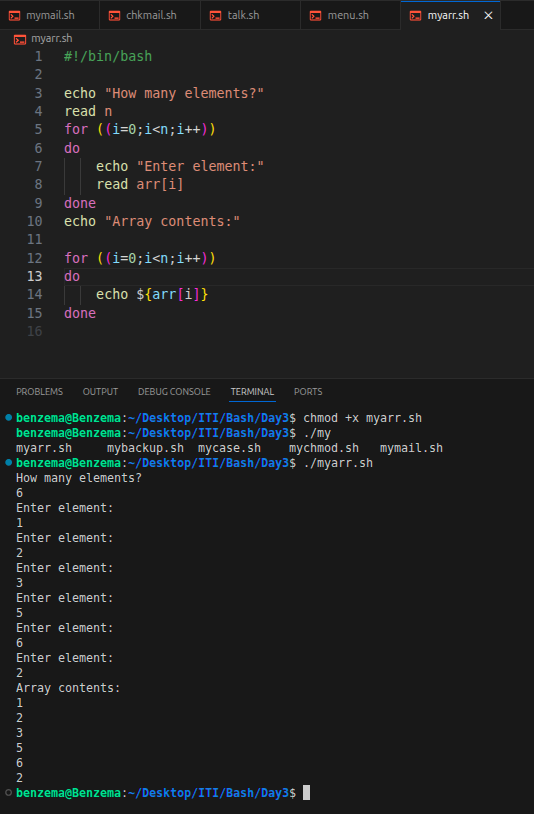 mymail.sh chkmail.sh talk.sh menu.sh myarr.sh ×
myarr.sh
1 #!/bin/bash
2
3 echo "How many elements?"
4 read n
5 for ((i=0;i<n;i++))
6 do
7     echo "Enter element:"
8     read arr[i]
9 done
10 echo "Array contents:"
11
12 for ((i=0;i<n;i++))
13 do
14     echo ${arr[i]}
15 done
16
PROBLEMS OUTPUT DEBUG CONSOLE TERMINAL PORTS
benzema@Benzema:~/Desktop/ITI/Bash/Day3$ chmod +x myarr.sh
benzema@Benzema:~/Desktop/ITI/Bash/Day3$ ./my
myarr.sh     mybackup.sh  mycase.sh    mychmod.sh   mymail.sh
benzema@Benzema:~/Desktop/ITI/Bash/Day3$ ./myarr.sh
How many elements?
6
Enter element:
1
Enter element:
2
Enter element:
3
Enter element:
5
Enter element:
6
Enter element:
2
Array contents:
1
2
3
5
6
2
benzema@Benzema:~/Desktop/ITI/Bash/Day3$